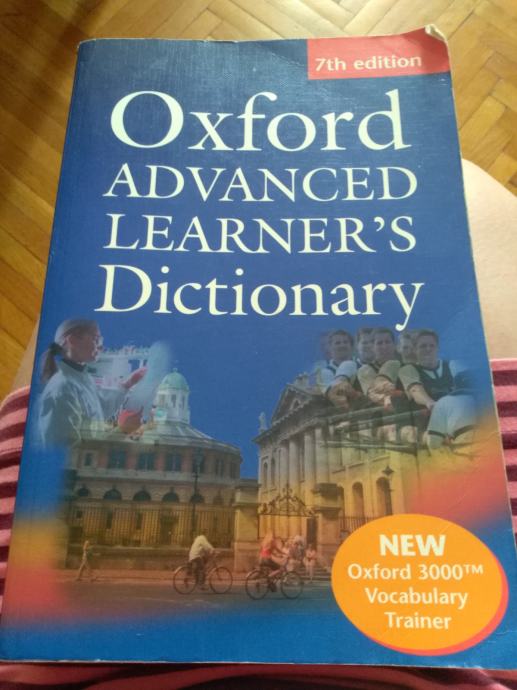 7th edition
Oxford
ADVANCED
LEARNER'S
Dictionary
NEW
Oxford 3000™
Vocabulary
Trainer